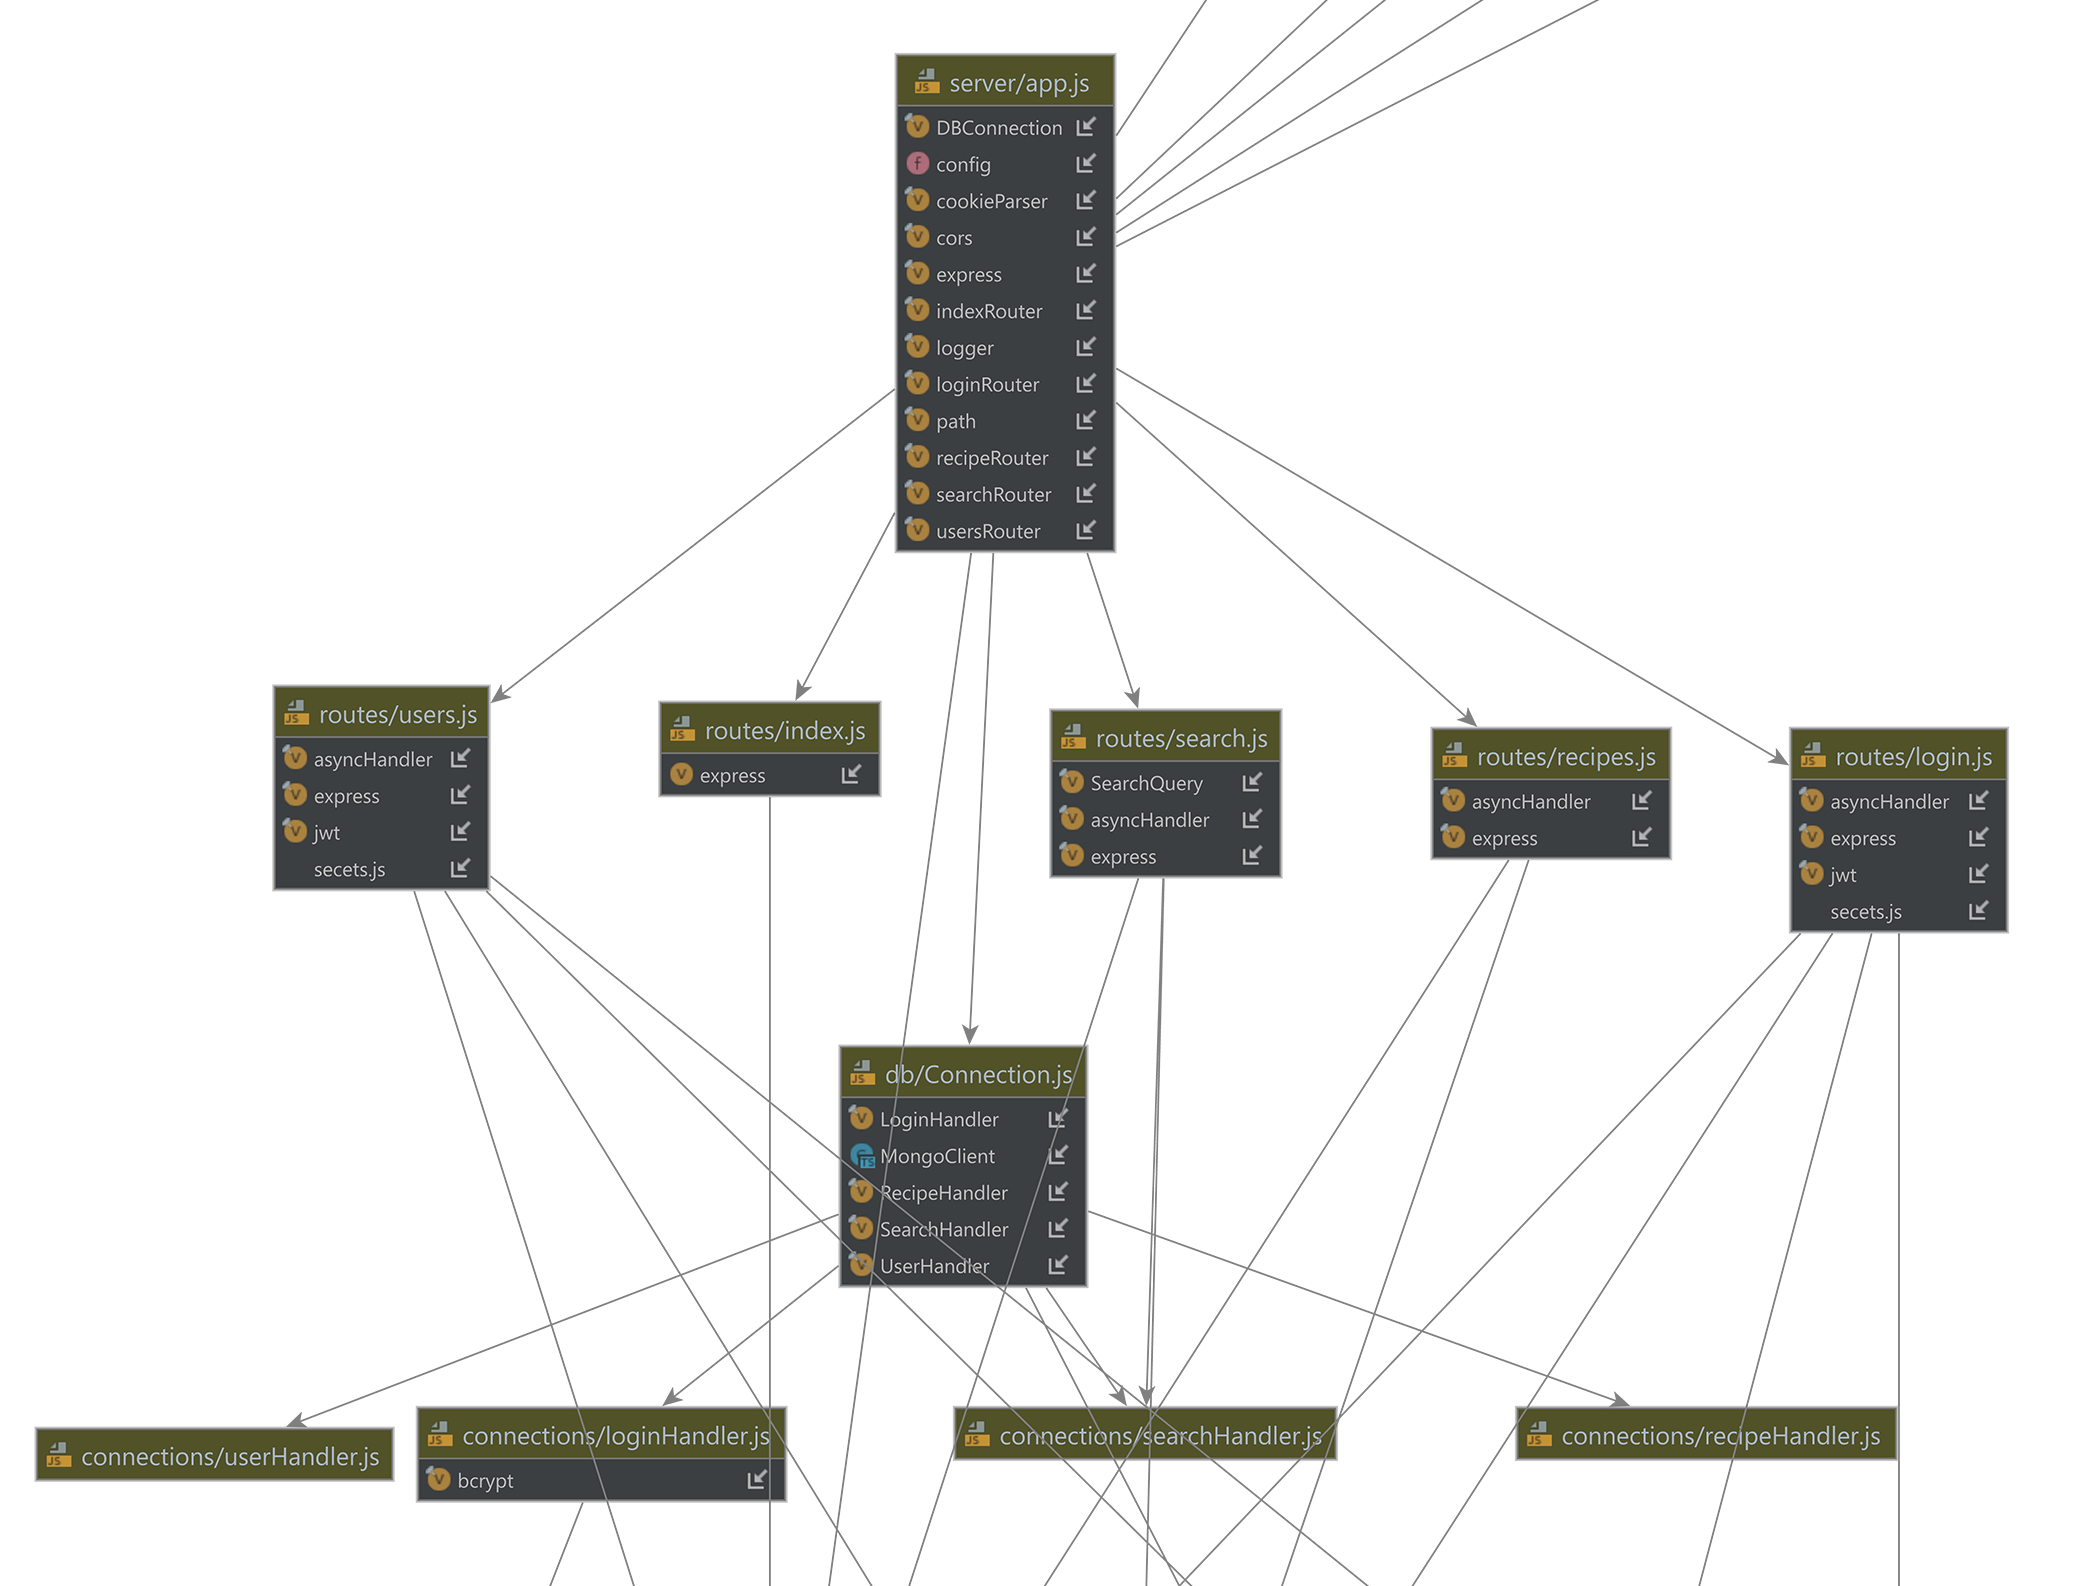 server/app.js
DBConnection
config
cookieParser
cors
express
indexRouter
logger
loginRouter
path
recipeRouter
searchRouter
usersRouter
routes/users.js
asyncHandler
express
jwt
secets.js
routes/index.js
express
routes/search.js
SearchQuery
asyncHandler
express
routes/recipes.js
asyncHandler
express
routes/login.js
asyncHandler
express
jwt
secets.js
db/Connection.js
LoginHandler
MongoClient
RecipeHandler
SearchHandler
UserHandler
connections/userHandler.js
connections/loginHandler.js
bcrypt
connections/searchHandler.js
connections/recipeHandler.js